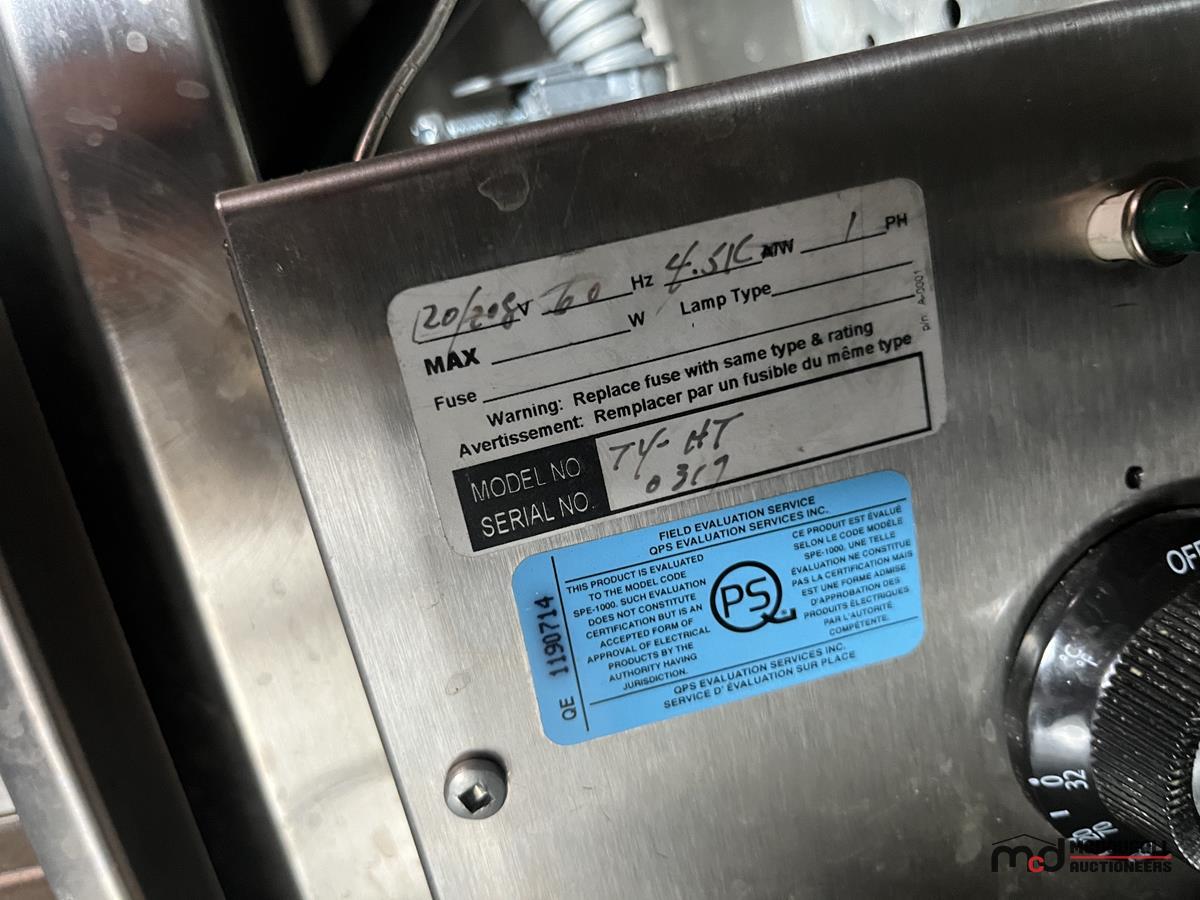 20/208 V 60 Hz 4.5K W 1 PH
MAX W Lamp Type
Fuse
Warning: Replace fuse with same type & rating
Avertissement: Remplacer par un fusible du même type
p/n: A-0001
MODEL NO. TY-HT
SERIAL NO. 0317
FIELD EVALUATION SERVICE
QPS EVALUATION SERVICES INC.
THIS PRODUCT IS EVALUATED
TO THE MODEL CODE
SPE-1000. SUCH EVALUATION
DOES NOT CONSTITUTE
CERTIFICATION BUT IS AN
ACCEPTED FORM OF
APPROVAL OF ELECTRICAL
PRODUCTS BY THE
AUTHORITY HAVING
JURISDICTION.
QPS
CE PRODUIT EST ÉVALUÉ
SELON LE CODE MODÈLE
SPE-1000. UNE TELLE
ÉVALUATION NE CONSTITUE
PAS LA CERTIFICATION MAIS
EST UNE FORME ADMISE
D'APPROBATION DES
PRODUITS ÉLECTRIQUES
PAR L'AUTORITÉ
COMPÉTENTE.
QPS EVALUATION SERVICES INC.
SERVICE D'ÉVALUATION SUR PLACE
QE 1190714
OFF
°C
°F
0
32
mcd
AUCTIONEERS